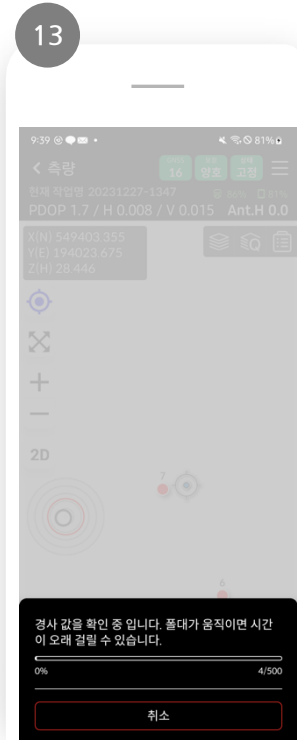 13
9:39
81%
측량
16
양호
고정
현재 작업명 20231227-1347
PDOP 1.7 / H 0.008 / V 0.015 Ant.H 0.0
X(N) 549403.355
Y(E) 194023.675
Z(H) 28.446
2D
7
6
경사 값을 확인 중 입니다. 폴대가 움직이면 시간
이 오래 걸릴 수 있습니다.
0% 4/500
취소